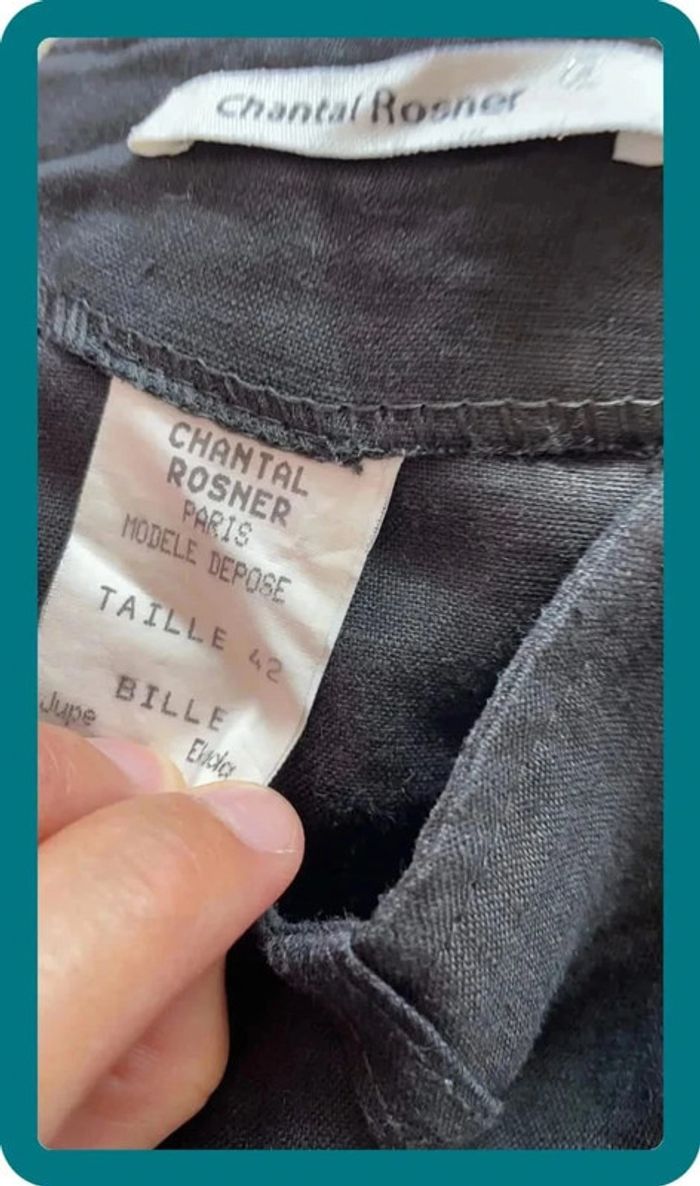 Chantal Rosner
CHANTAL
ROSNER
PARIS
MODELE DEPOSE
TAILLE 42
BILLE
Jupe